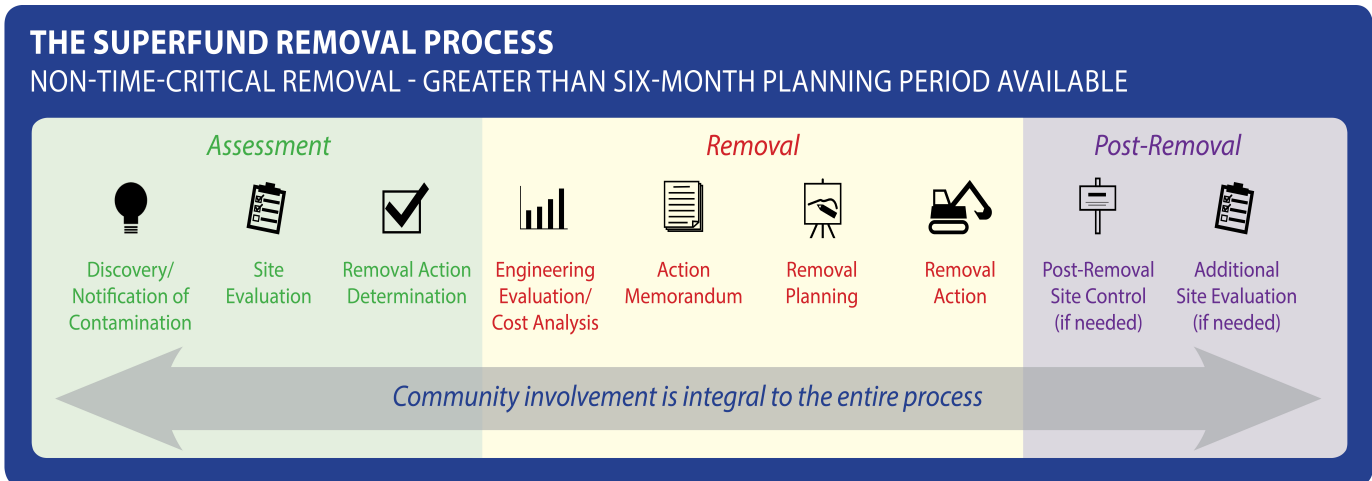 THE SUPERFUND REMOVAL PROCESS
NON-TIME-CRITICAL REMOVAL - GREATER THAN SIX-MONTH PLANNING PERIOD AVAILABLE
Assessment
Discovery/
Notification of
Contamination
Site
Evaluation
Removal Action
Determination
Removal
Engineering
Evaluation/
Cost Analysis
Action
Memorandum
Removal
Planning
Removal
Action
Post-Removal
Post-Removal
Site Control
(if needed)
Additional
Site Evaluation
(if needed)
Community involvement is integral to the entire process